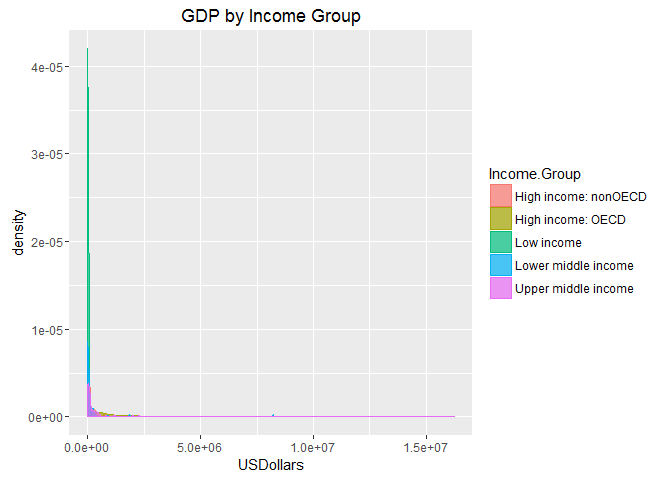 GDP by Income Group
density
4e-05
3e-05
2e-05
1e-05
0e+00
0.0e+00 5.0e+06 1.0e+07 1.5e+07
USDollars
Income.Group
High income: nonOECD
High income: OECD
Low income
Lower middle income
Upper middle income